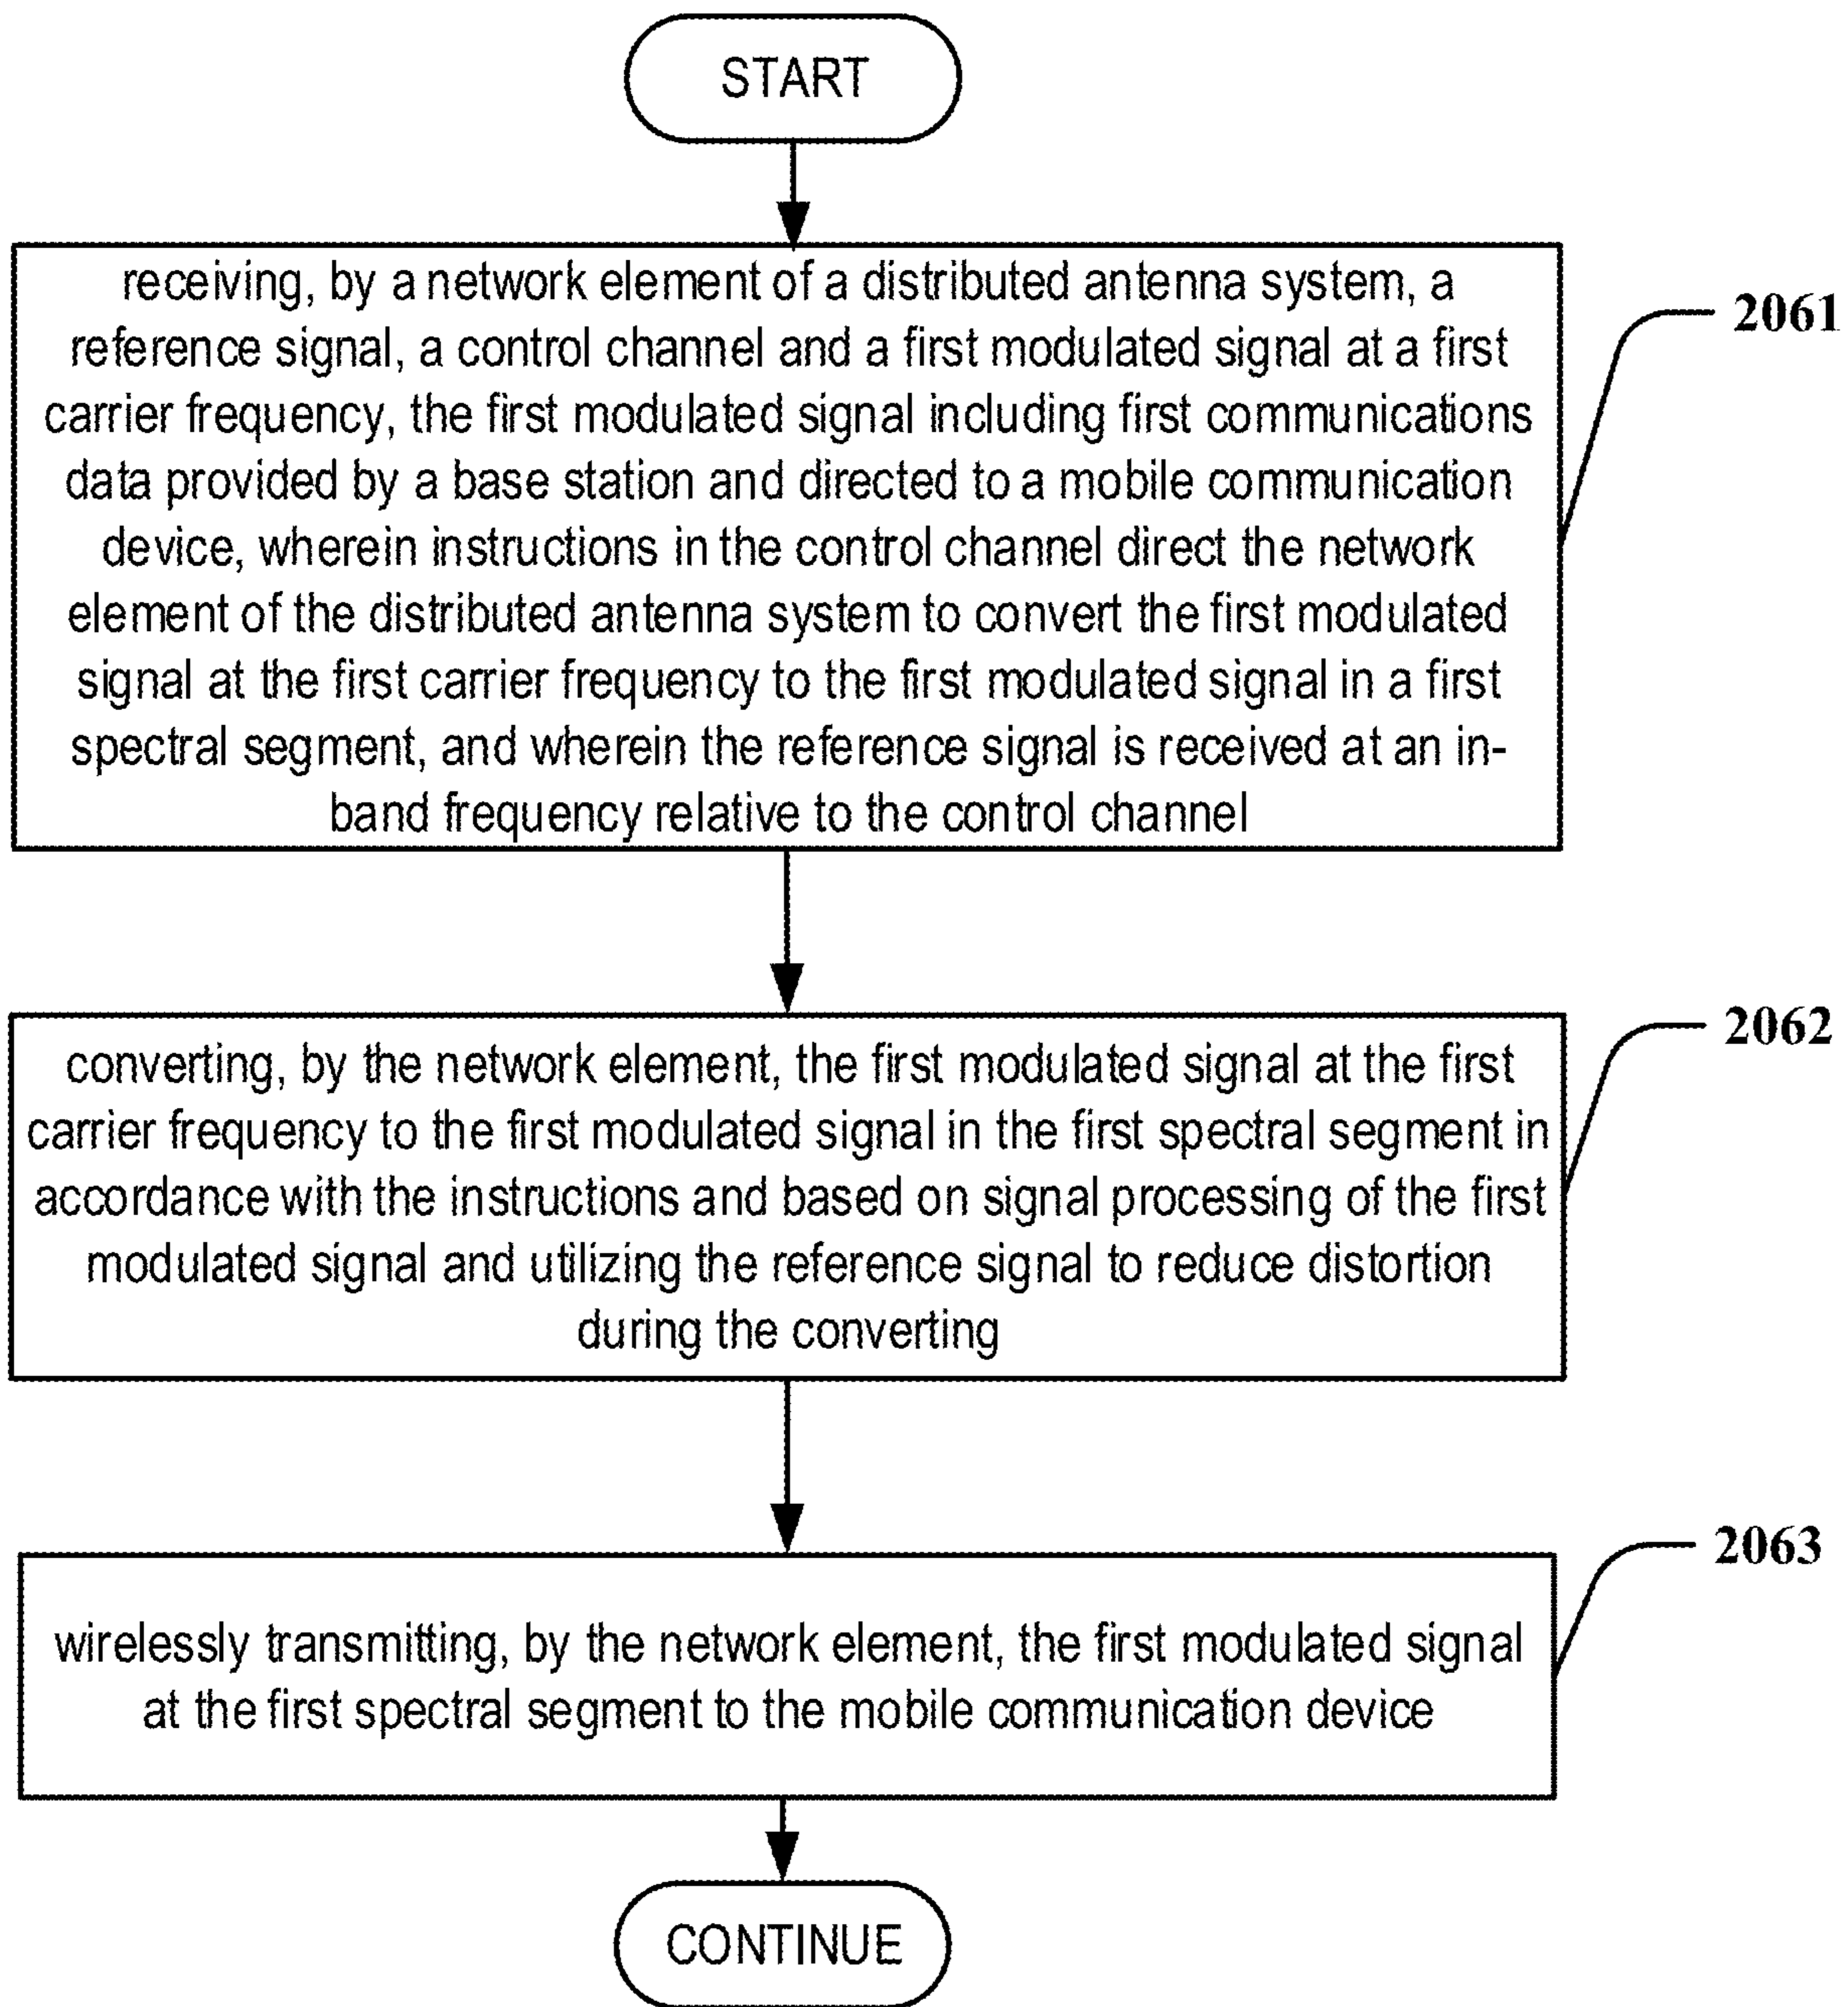 START
receiving, by a network element of a distributed antenna system, a
reference signal, a control channel and a first modulated signal at a first
carrier frequency, the first modulated signal including first communications
data provided by a base station and directed to a mobile communication
device, wherein instructions in the control channel direct the network
element of the distributed antenna system to convert the first modulated
signal at the first carrier frequency to the first modulated signal in a first
spectral segment, and wherein the reference signal is received at an in-
band frequency relative to the control channel
2061
converting, by the network element, the first modulated signal at the first
carrier frequency to the first modulated signal in the first spectral segment in
accordance with the instructions and based on signal processing of the first
modulated signal and utilizing the reference signal to reduce distortion
during the converting
2062
wirelessly transmitting, by the network element, the first modulated signal
at the first spectral segment to the mobile communication device
2063
CONTINUE